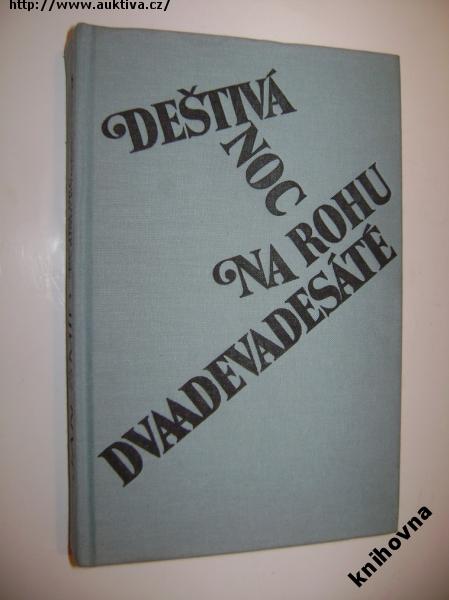 http://www.auktiva.cz/
DEŠTIVÁ
NOC
NA ROHU
DVAADEVADESÁTÉ
knihovna